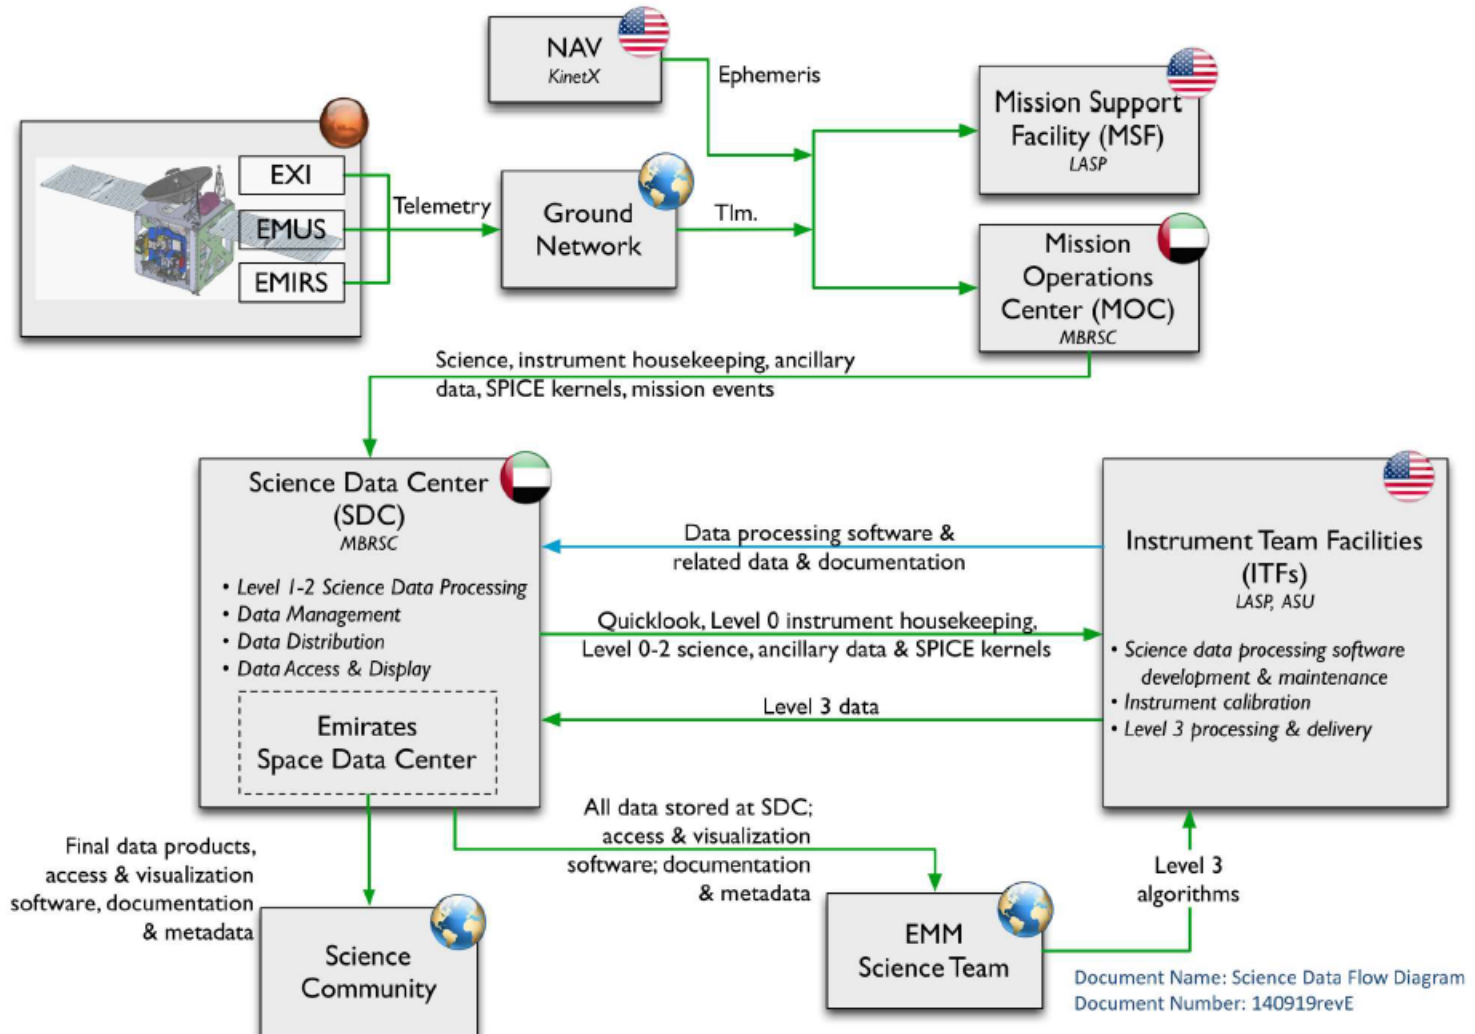 NAV
KinetX
Ephemeris
Mission Support
Facility (MSF)
LASP
EXI
EMUS
EMIRS
Telemetry
Ground
Network
Tlm.
Mission
Operations
Center (MOC)
MBRSC
Science, instrument housekeeping, ancillary
data, SPICE kernels, mission events
Science Data Center
(SDC)
MBRSC
• Level 1-2 Science Data Processing
• Data Management
• Data Distribution
• Data Access & Display
Emirates
Space Data Center
Data processing software &
related data & documentation
Quicklook, Level 0 instrument housekeeping,
Level 0-2 science, ancillary data & SPICE kernels
Level 3 data
Instrument Team Facilities
(ITFs)
LASP, ASU
• Science data processing software
development & maintenance
• Instrument calibration
• Level 3 processing & delivery
Final data products,
access & visualization
software, documentation
& metadata
All data stored at SDC;
access & visualization
software; documentation
& metadata
Level 3
algorithms
Science
Community
EMM
Science Team
Document Name: Science Data Flow Diagram
Document Number: 140919revE